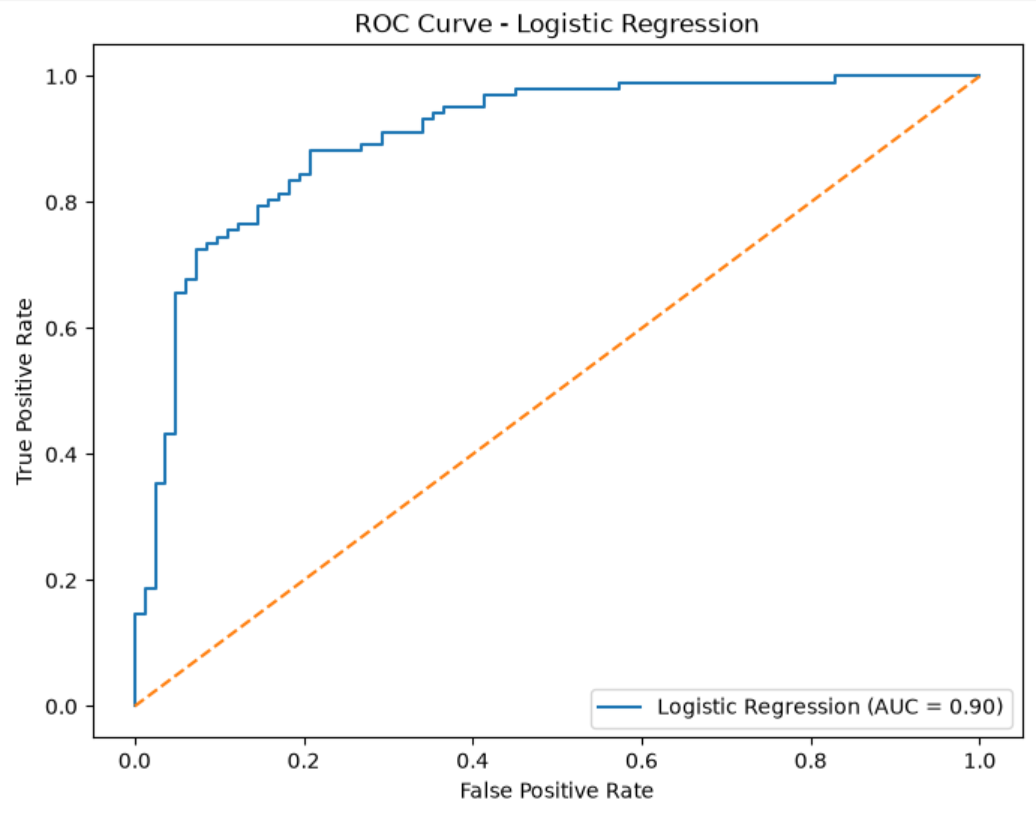 ROC Curve - Logistic Regression
True Positive Rate
1.0
0.8
0.6
0.4
0.2
0.0
Logistic Regression (AUC = 0.90)
0.0 0.2 0.4 0.6 0.8 1.0
False Positive Rate